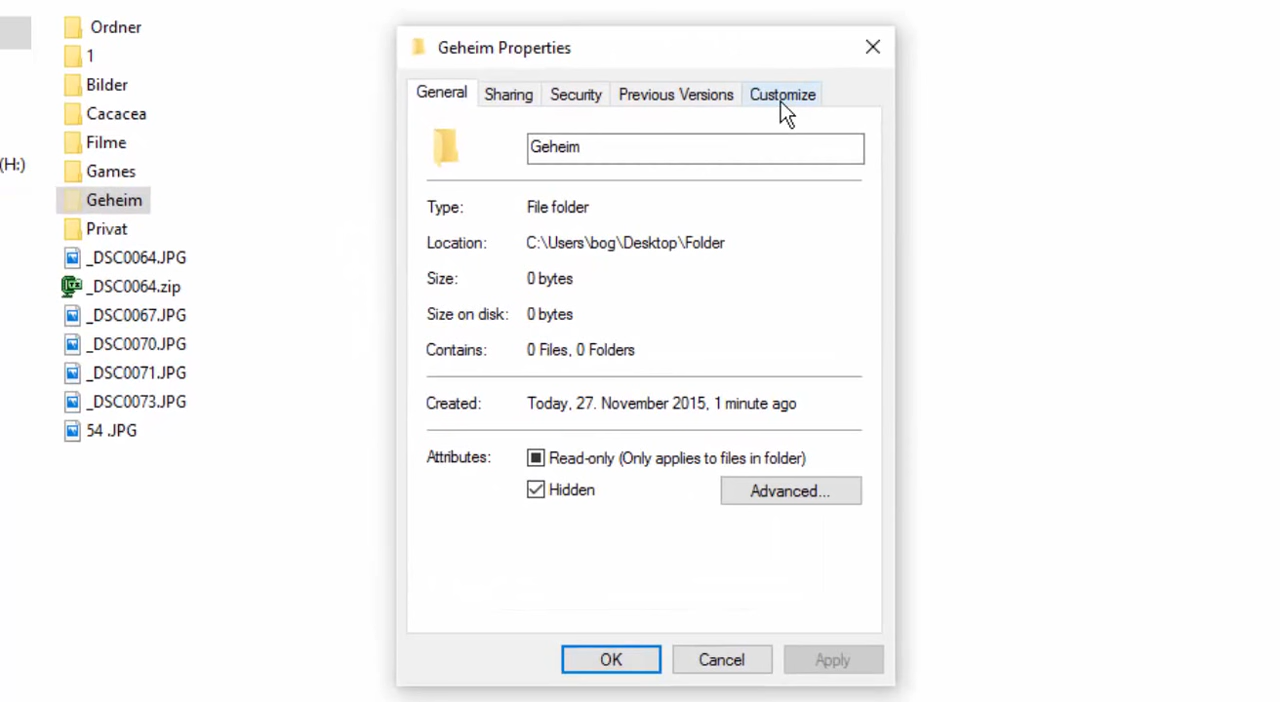 (H:)
Ordner
1
Bilder
Cacacea
Filme
Games
Geheim
Privat
_DSC0064.JPG
_DSC0064.zip
_DSC0067.JPG
_DSC0070.JPG
_DSC0071.JPG
_DSC0073.JPG
54 .JPG
Geheim Properties
General Sharing Security Previous Versions Customize
Geheim
Type: File folder
Location: C:\Users\bog\Desktop\Folder
Size: 0 bytes
Size on disk: 0 bytes
Contains: 0 Files, 0 Folders
Created: Today, 27. November 2015, 1 minute ago
Attributes: Read-only (Only applies to files in folder)
Hidden Advanced...
OK Cancel Apply